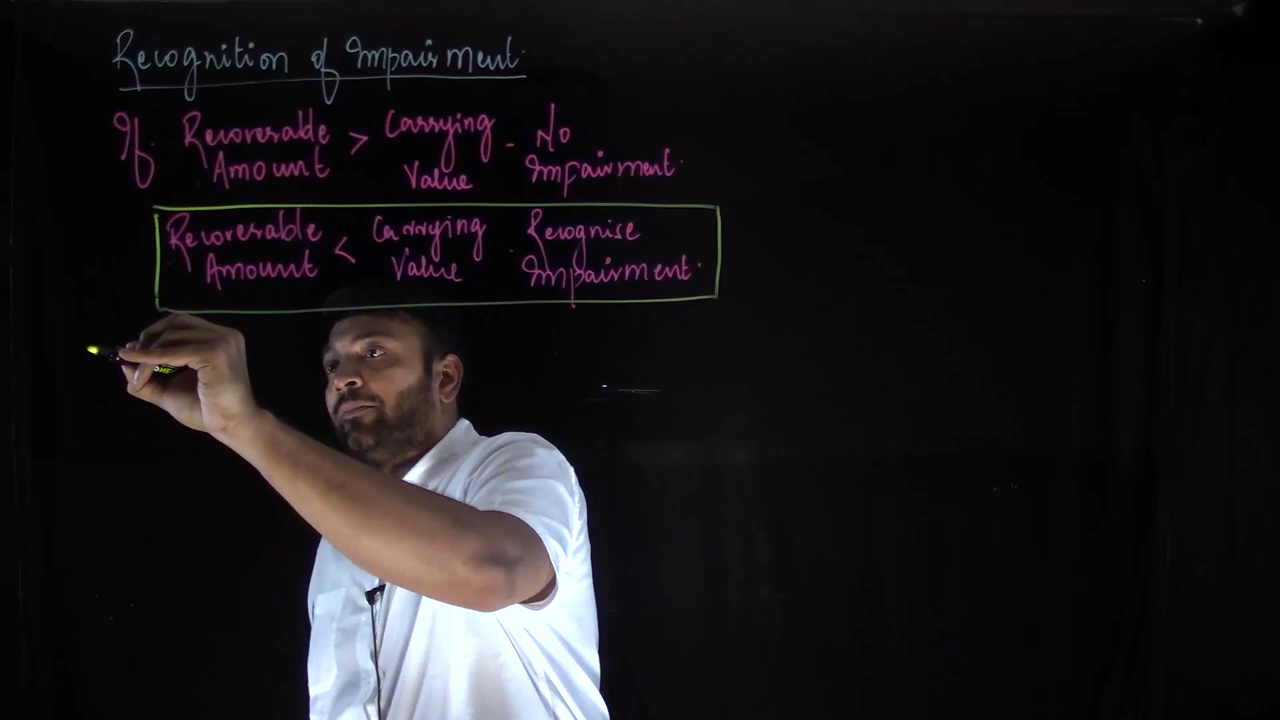 Recognition of Impairment
If Recoverable Amount > Carrying Value - No Impairment
Recoverable Amount < Carrying Value Recognise Impairment